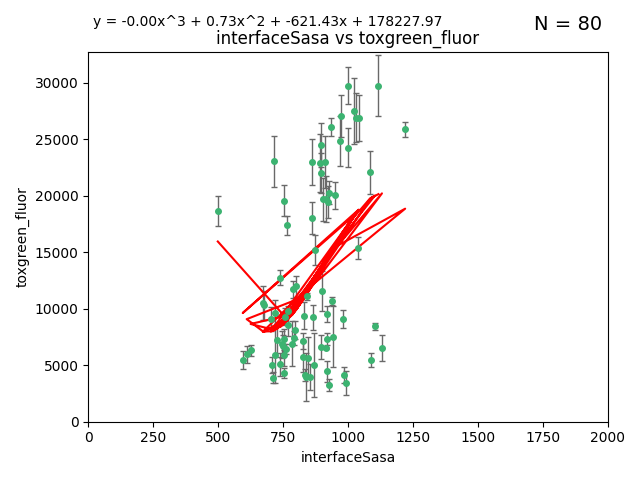 y = -0.00x^3 + 0.73x^2 + -621.43x + 178227.97
N = 80
interfaceSasa vs toxgreen_fluor
30000
25000
20000
15000
10000
5000
0
toxgreen_fluor
0 250 500 750 1000 1250 1500 1750 2000
interfaceSasa